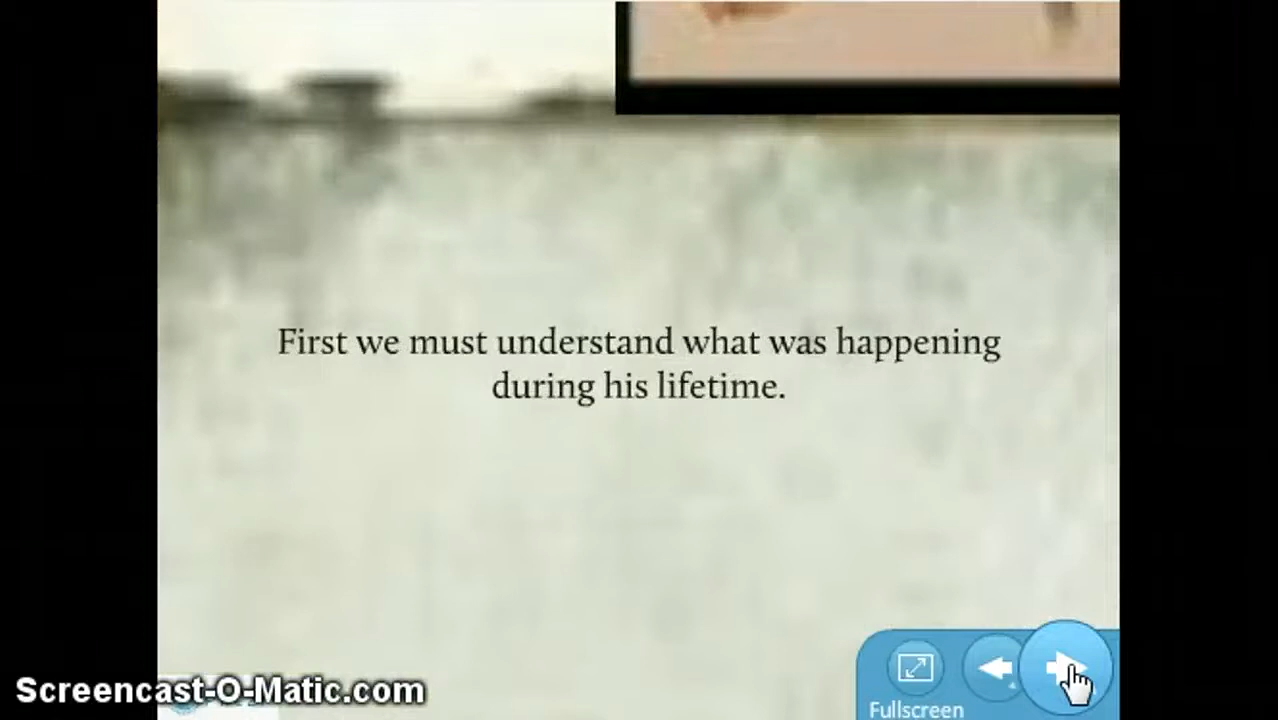 First we must understand what was happening
during his lifetime.
Screencast-O-Matic.com
Fullscreen